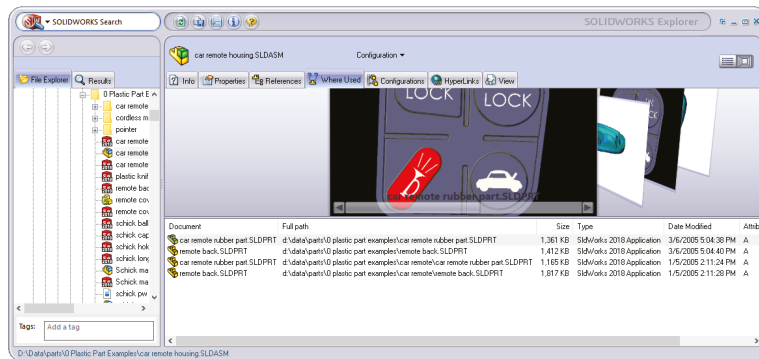 SOLIDWORKS Search
SOLIDWORKS Explorer
car remote housing.SLDASM
Configuration
File Explorer
Results
Info
Properties
References
Where Used
Configurations
HyperLinks
View
0 Plastic Part E
car remote
cordless m
pointer
car remote
car remote
car remote
plastic knif
remote bac
remote cov
remote cov
schick ball
schick cap
schick hok
schick long
Schick ma
schick ma
schick pw
LOCK
LOCK
car remote rubber part.SLDPRT
Document Full path Size Type Date Modified Attrib
car remote rubber part.SLDPRT d:\data\parts\0 plastic part examples\car remote rubber part.SLDPRT 1,361 KB SldWorks 2018 Application 3/6/2005 5:04:38 PM A
remote back.SLDPRT d:\data\parts\0 plastic part examples\remote back.SLDPRT 1,412 KB SldWorks 2018 Application 3/6/2005 5:04:40 PM A
car remote rubber part.SLDPRT d:\data\parts\0 plastic part examples\car remote\car remote rubber part.SLDPRT 1,165 KB SldWorks 2018 Application 1/5/2005 2:11:24 PM A
remote back.SLDPRT d:\data\parts\0 plastic part examples\car remote\remote back.SLDPRT 1,817 KB SldWorks 2018 Application 1/5/2005 2:11:28 PM A
Tags: Add a tag
D:\Data\parts\0 Plastic Part Examples\car remote housing.SLDASM